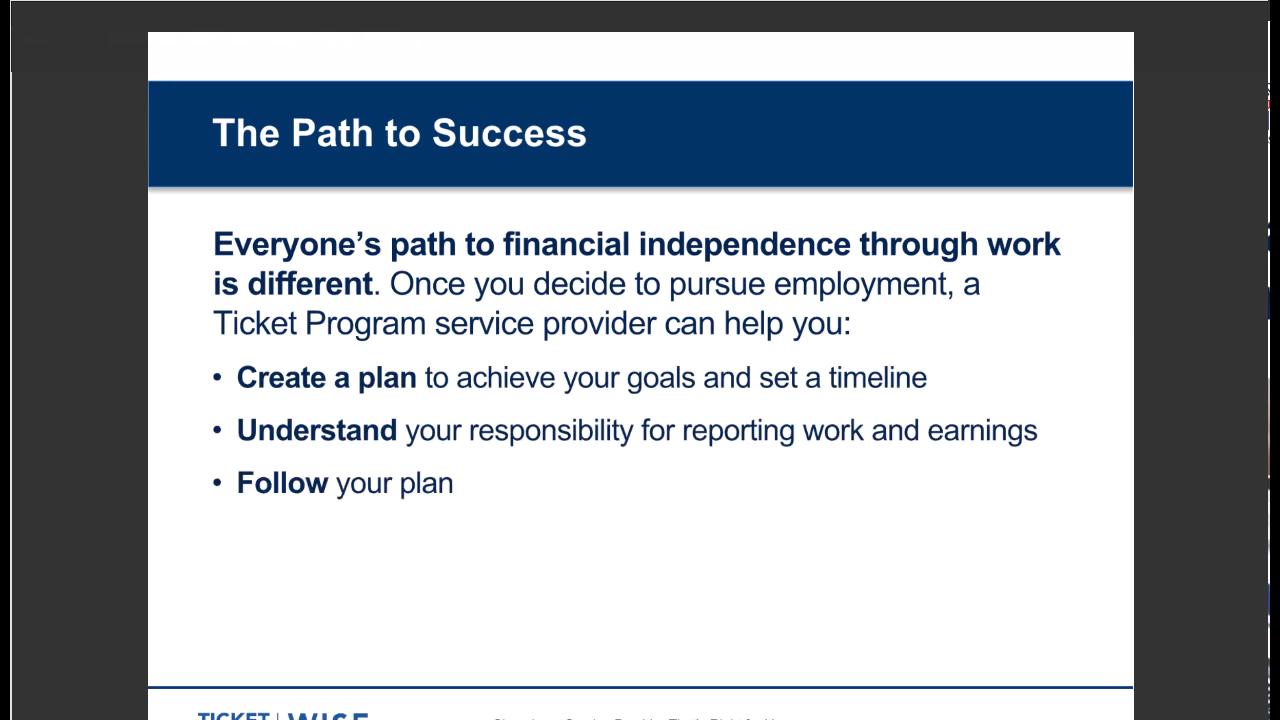 The Path to Success
Everyone’s path to financial independence through work
is different. Once you decide to pursue employment, a
Ticket Program service provider can help you:
• Create a plan to achieve your goals and set a timeline
• Understand your responsibility for reporting work and earnings
• Follow your plan
TICKET | WISE